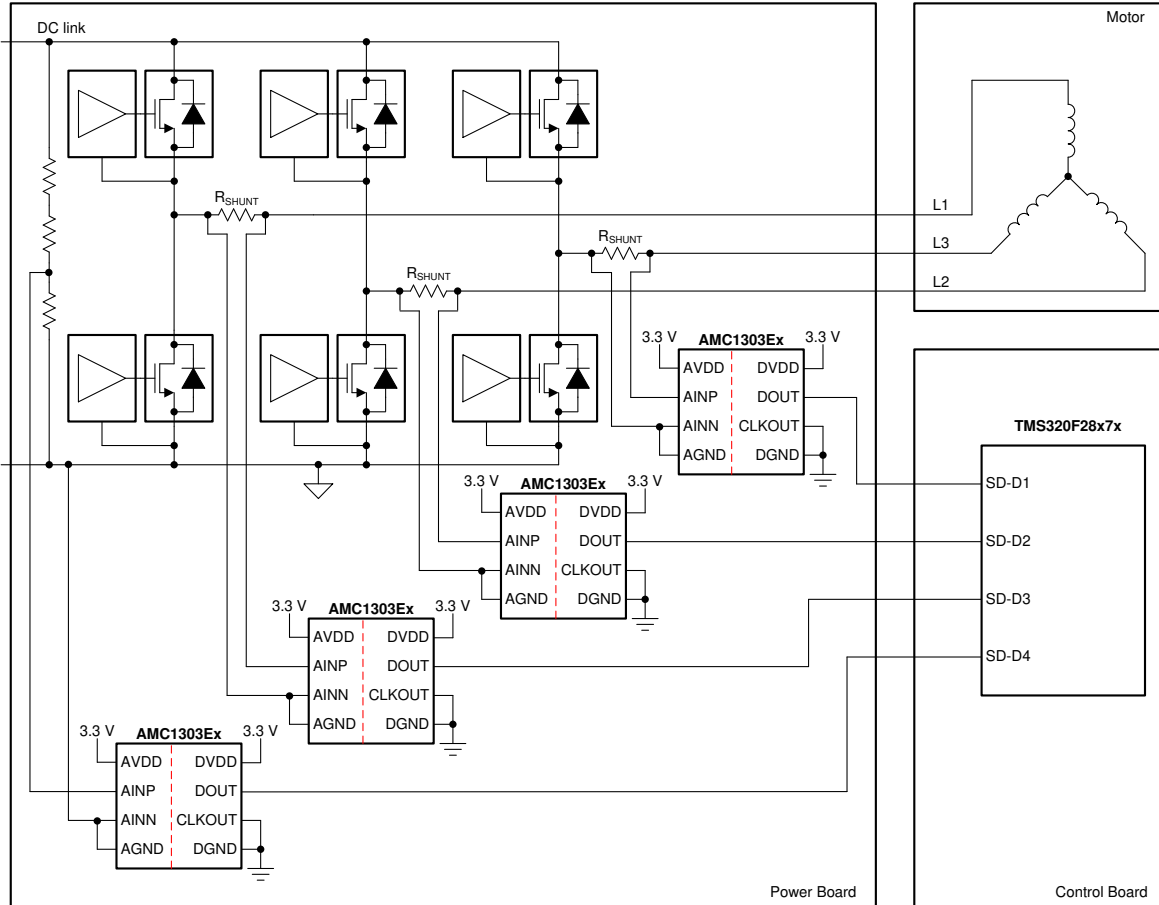 DC link
Motor
R_SHUNT
L1
R_SHUNT
L3
R_SHUNT
L2
3.3 V
AMC1303Ex
3.3 V
AVDD
DVDD
AINP
DOUT
AINN
CLKOUT
AGND
DGND
TMS320F28x7x
SD-D1
SD-D2
SD-D3
SD-D4
3.3 V
AMC1303Ex
3.3 V
AVDD
DVDD
AINP
DOUT
AINN
CLKOUT
AGND
DGND
3.3 V
AMC1303Ex
3.3 V
AVDD
DVDD
AINP
DOUT
AINN
CLKOUT
AGND
DGND
3.3 V
AMC1303Ex
3.3 V
AVDD
DVDD
AINP
DOUT
AINN
CLKOUT
AGND
DGND
Power Board
Control Board